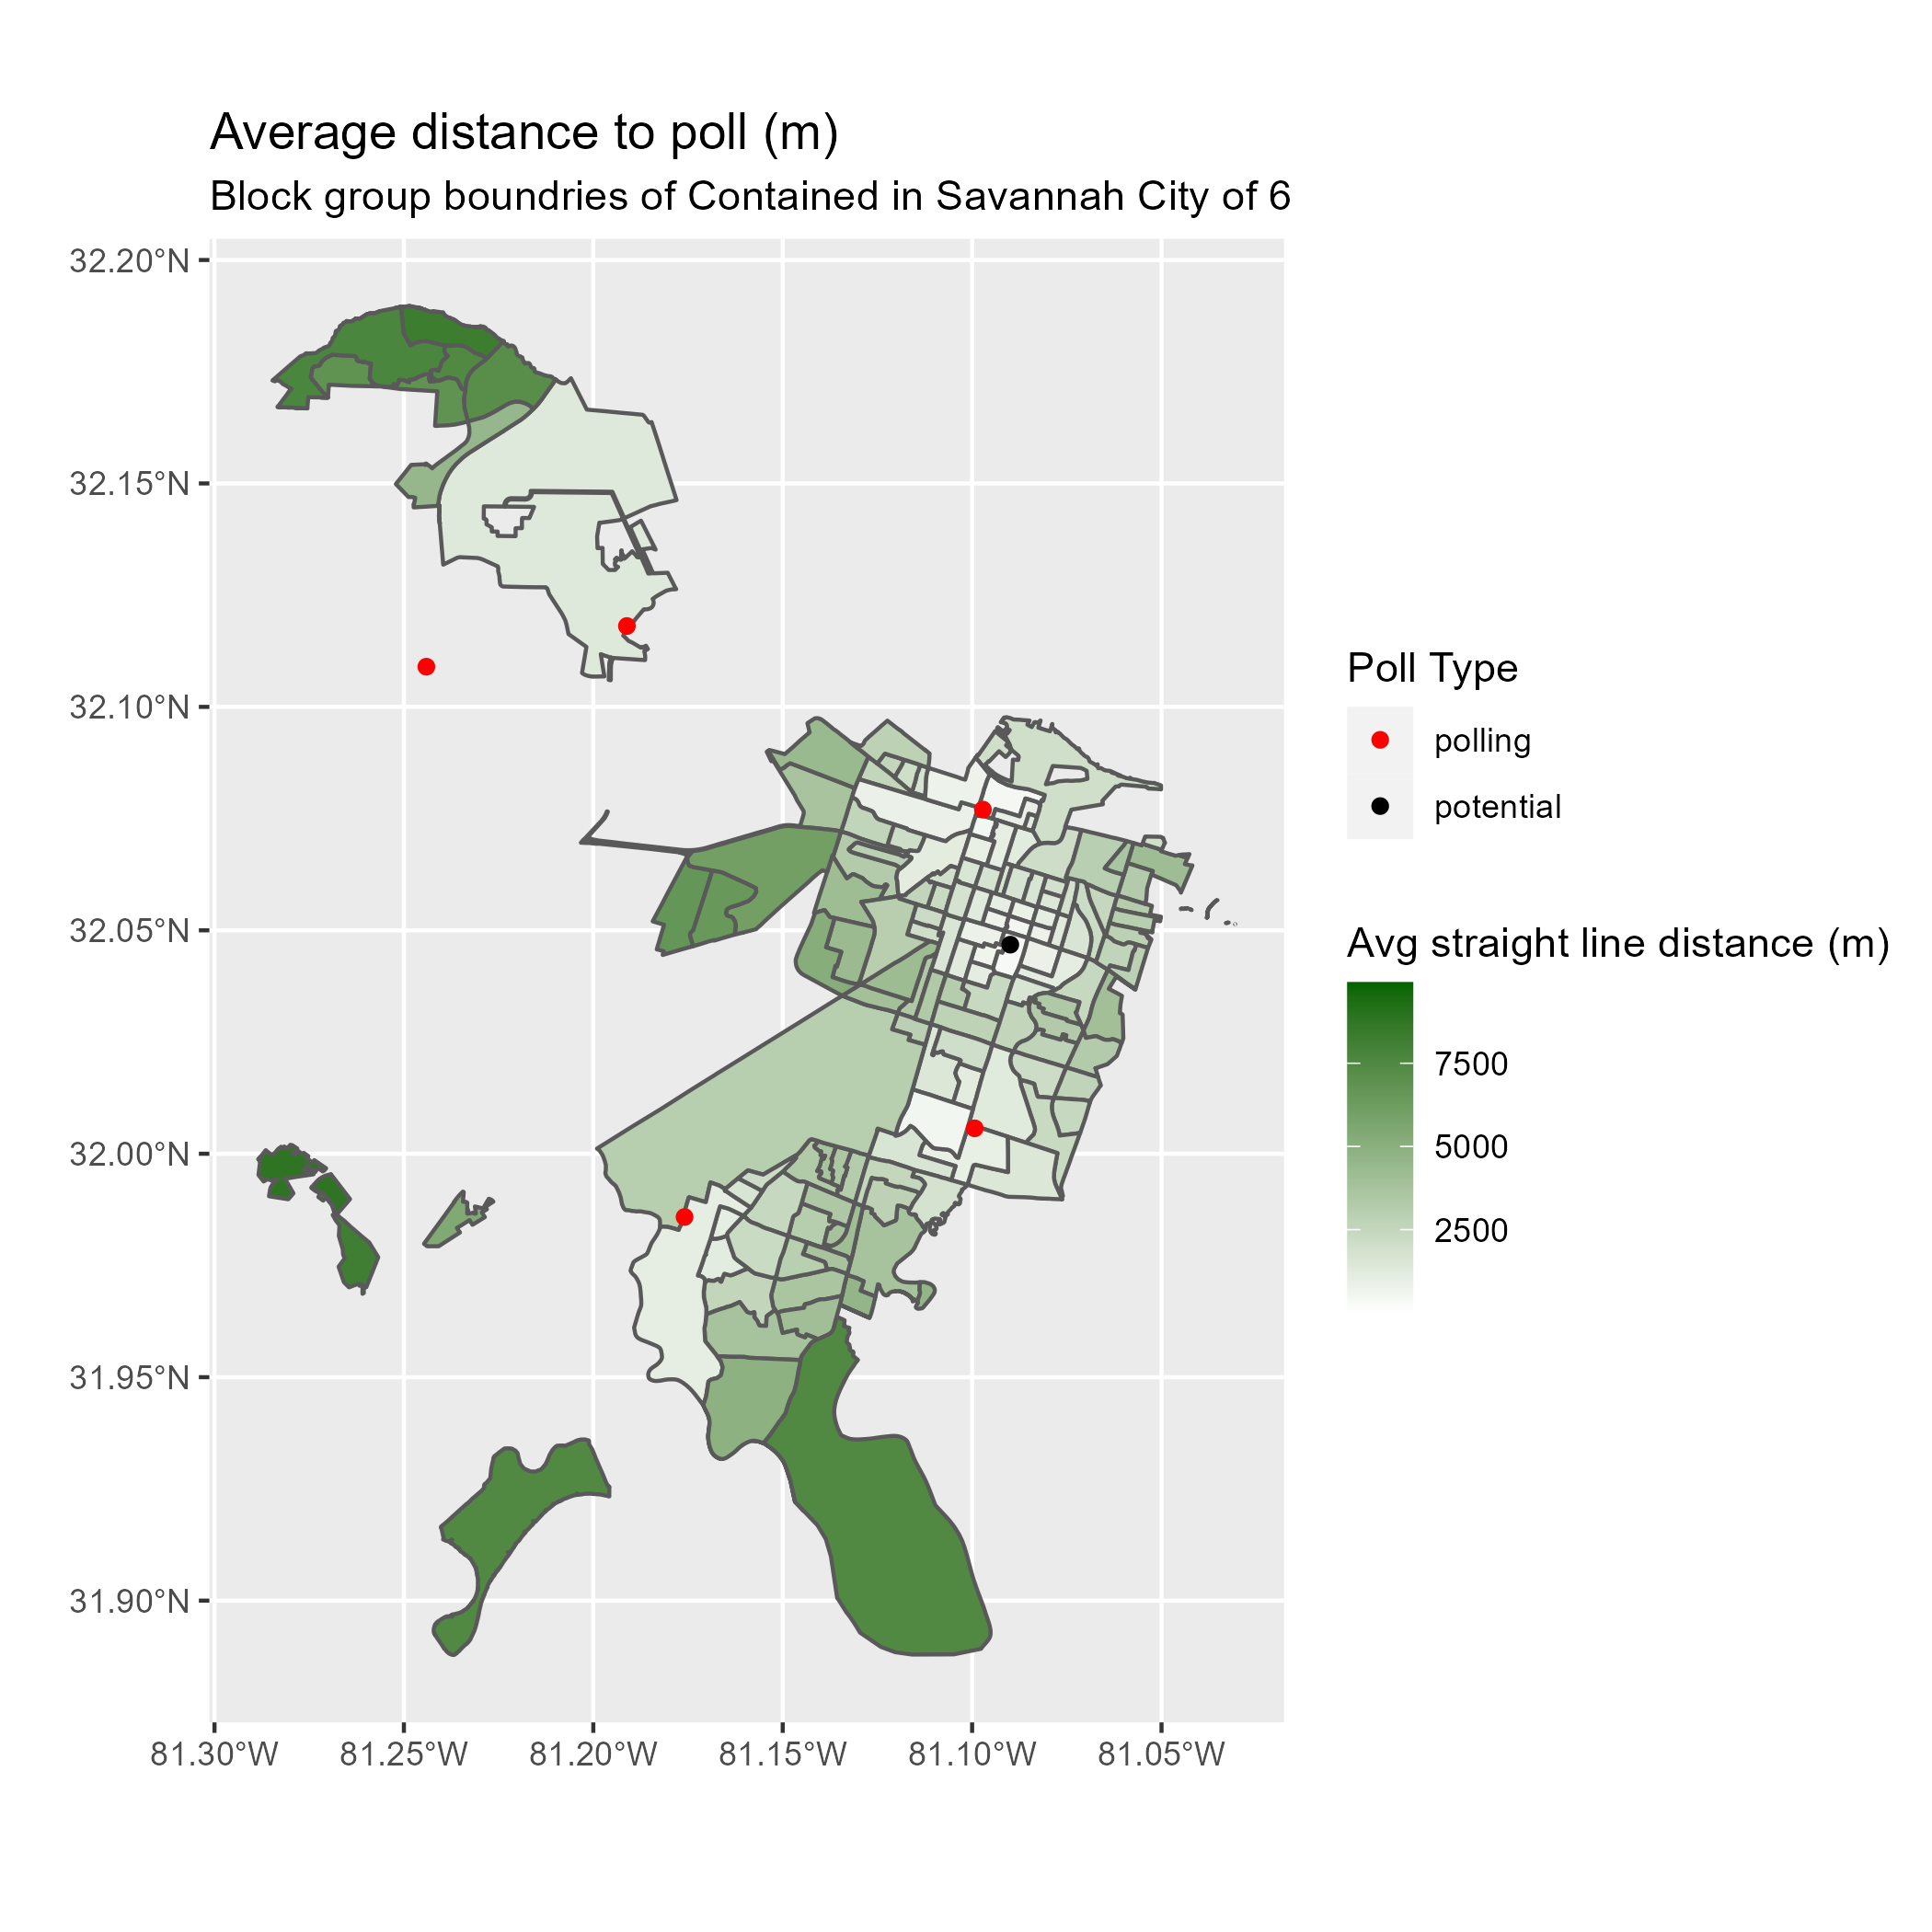 Average distance to poll (m)
Block group boundries of Contained in Savannah City of 6
32.20°N
32.15°N
32.10°N
32.05°N
32.00°N
31.95°N
31.90°N
81.30°W 81.25°W 81.20°W 81.15°W 81.10°W 81.05°W
Poll Type
polling
potential
Avg straight line distance (m)
7500
5000
2500